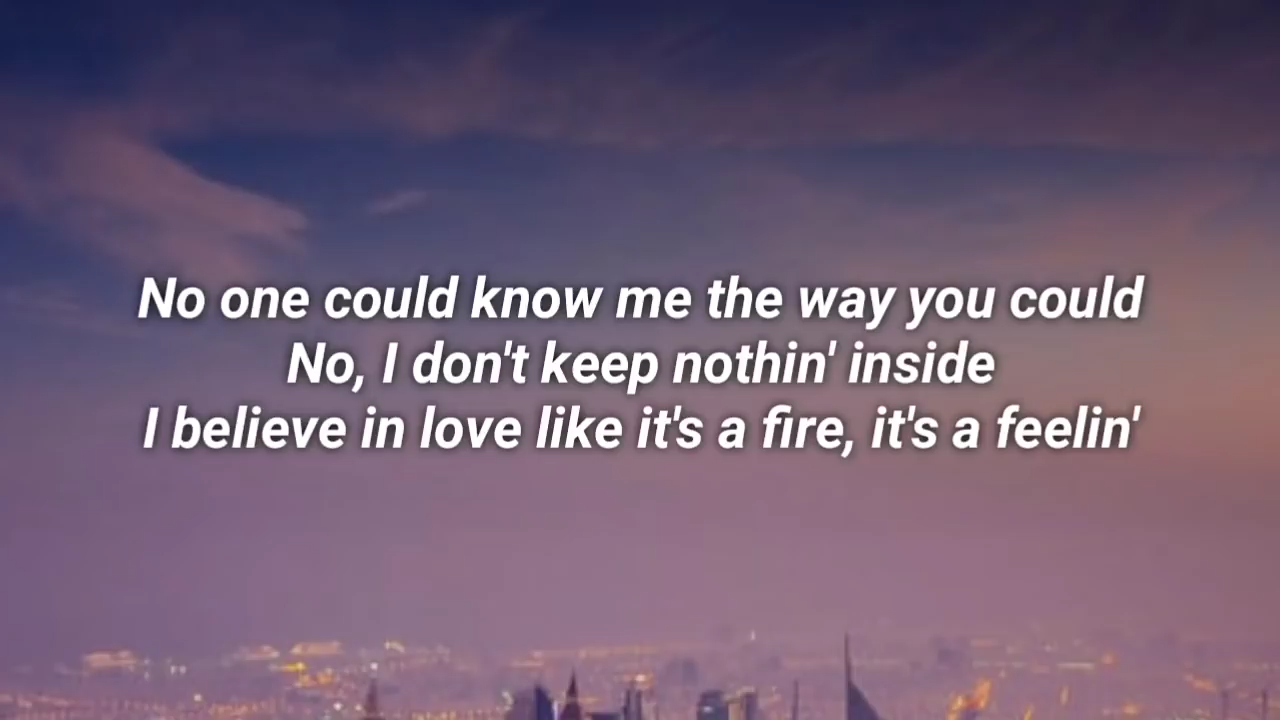 No one could know me the way you could
No, I don't keep nothin' inside
I believe in love like it's a fire, it's a feelin'